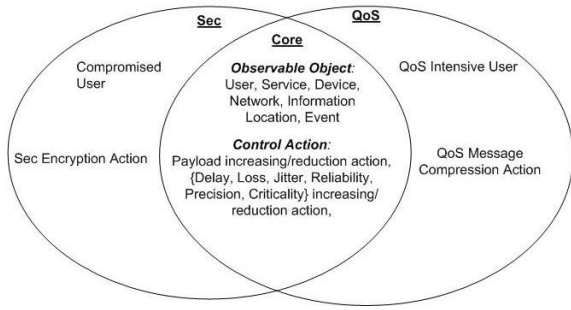 Sec
QoS
Core
Compromised
User
Sec Encryption Action
Observable Object:
User, Service, Device,
Network, Information
Location, Event
Control Action:
Payload increasing/reduction action,
{Delay, Loss, Jitter, Reliability,
Precision, Criticality} increasing/
reduction action,
QoS Intensive User
QoS Message
Compression Action